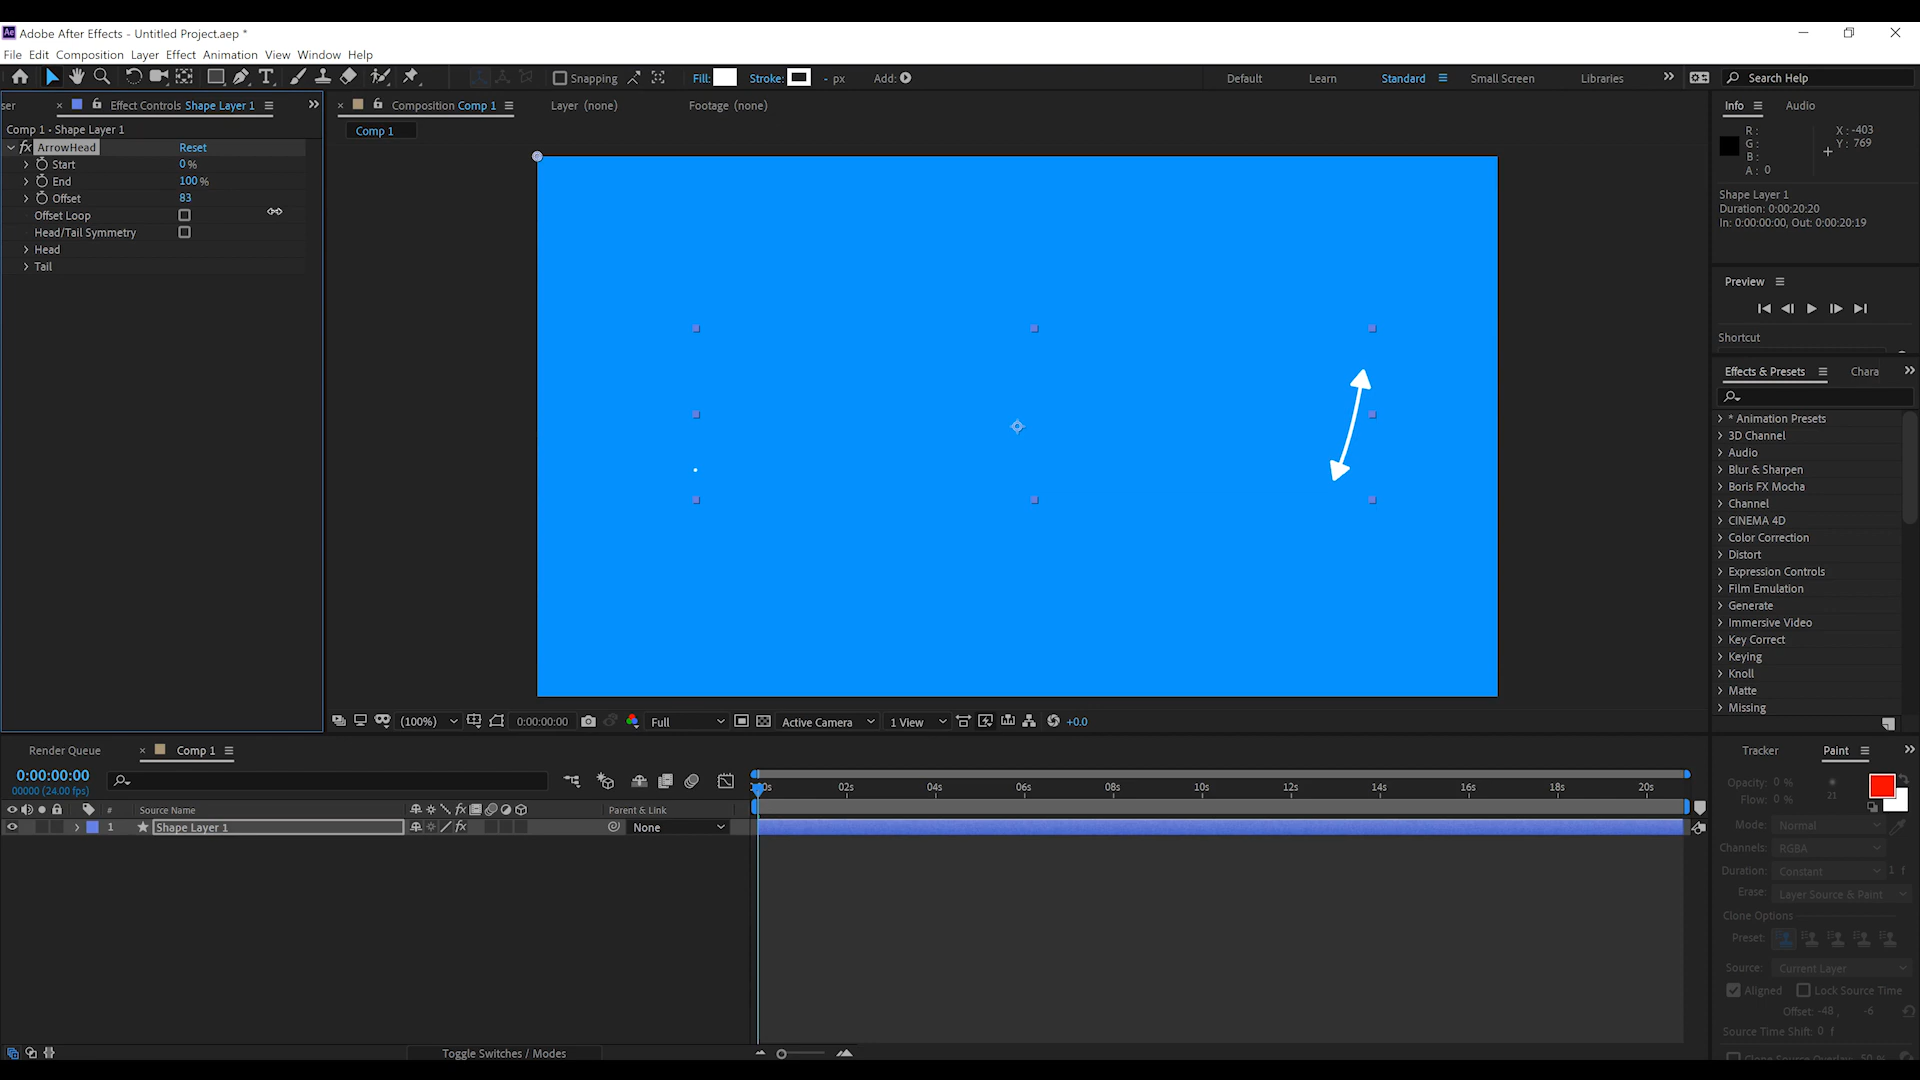 Adobe After Effects - Untitled Project.aep *
File Edit Composition Layer Effect Animation View Window Help
Snapping Fill: Stroke: - px Add: Default Learn Standard Small Screen Libraries Search Help
ser Effect Controls Shape Layer 1
Composition Comp 1 Layer (none) Footage (none)
Comp 1 • Shape Layer 1
Comp 1
fx ArrowHead Reset
Start 0 %
End 100 %
Offset 83
Offset Loop
Head/Tail Symmetry
Head
Tail
(100%) 0:00:00:00 Full Active Camera 1 View +0.0
Info Audio
R : X : -403
G : Y : 769
B :
A : 0
Shape Layer 1
Duration: 0:00:20:20
In: 0:00:00:00, Out: 0:00:20:19
Preview
Shortcut
Effects & Presets Chara
* Animation Presets
3D Channel
Audio
Blur & Sharpen
Boris FX Mocha
Channel
CINEMA 4D
Color Correction
Distort
Expression Controls
Film Emulation
Generate
Immersive Video
Key Correct
Keying
Knoll
Matte
Missing
Render Queue Comp 1
0:00:00:00
00000 (24.00 fps)
02s 04s 06s 08s 10s 12s 14s 16s 18s 20s
# Source Name fx Parent & Link
1 Shape Layer 1 fx None
Toggle Switches / Modes
Tracker Paint
Opacity: 0 %
Flow: 0 % 21
Mode: Normal
Channels: RGBA
Duration: Constant 1 f
Erase: Layer Source & Paint
Clone Options
Preset:
Source: Current Layer
Aligned Lock Source Time
Offset: -48 , -6
Source Time Shift: 0 f
Clone Source Overlay: 50 %